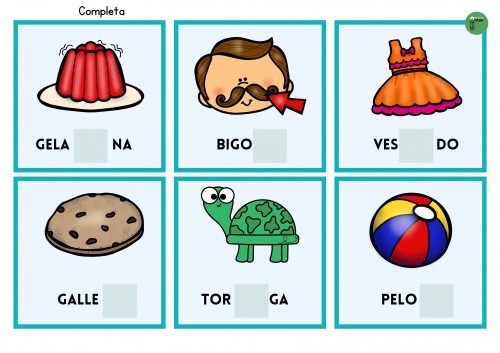 Completa
GELA NA
BIGO
VES DO
GALLE
TOR GA
PELO